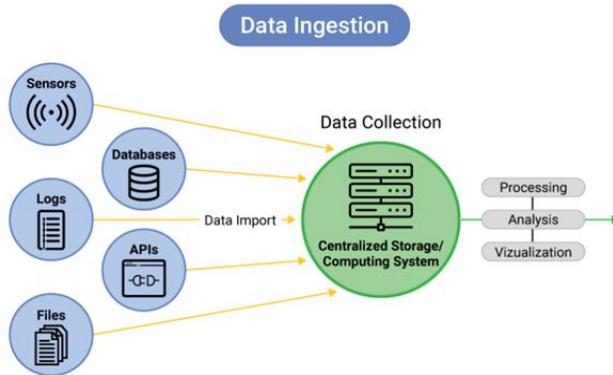 Data Ingestion
Sensors
Databases
Logs
APIs
Files
Data Import
Data Collection
Centralized Storage/
Computing System
Processing
Analysis
Vizualization